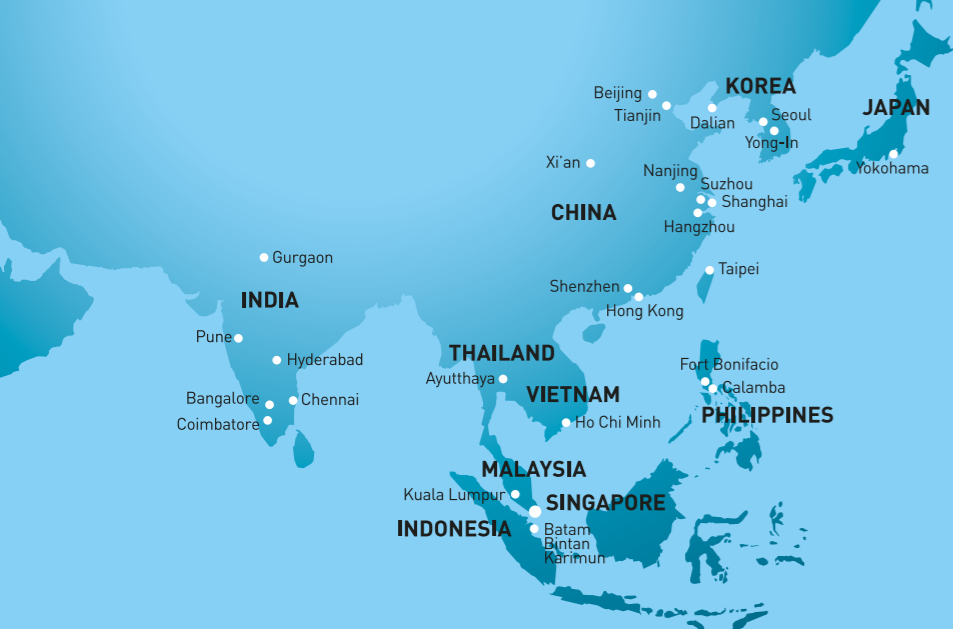 KOREA
Beijing
Tianjin
Dalian
Seoul
Yong-In
JAPAN
Yokohama
Xi'an
Nanjing
Suzhou
Shanghai
CHINA
Hangzhou
Gurgaon
Taipei
INDIA
Shenzhen
Hong Kong
Pune
Hyderabad
THAILAND
Ayutthaya
Fort Bonifacio
Calamba
VIETNAM
Bangalore
Chennai
Coimbatore
Ho Chi Minh
PHILIPPINES
MALAYSIA
Kuala Lumpur
SINGAPORE
INDONESIA
Batam
Bintan
Karimun